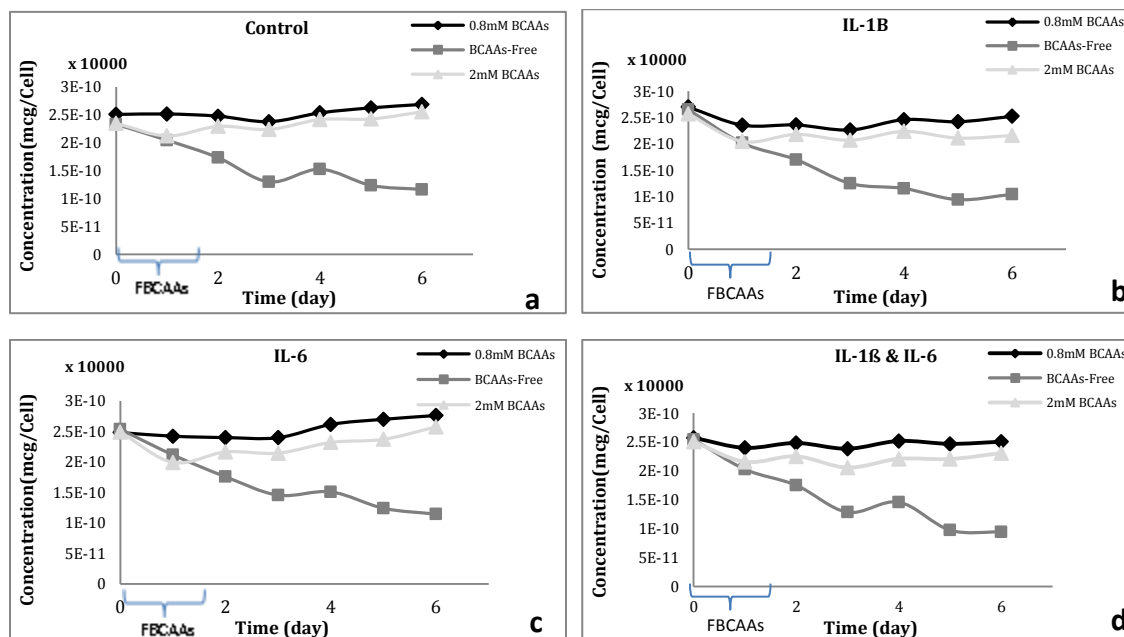 Control
0.8mM BCAAs
BCAAs-Free
2mM BCAAs
x 10000
Concentration(mcg/Cell)
3E-10
2.5E-10
2E-10
1.5E-10
1E-10
5E-11
0
0 2 4 6
FBCAAs
Time (day)
a
IL-1B
0.8mM BCAAs
BCAAs-Free
2mM BCAAs
x 10000
Concentration (mcg/Cell)
3E-10
2.5E-10
2E-10
1.5E-10
1E-10
5E-11
0
0 2 4 6
FBCAAs
Time (day)
b
IL-6
0.8mM BCAAs
BCAAs-Free
2mM BCAAs
x 10000
Concentration(mcg/Cell)
3E-10
2.5E-10
2E-10
1.5E-10
1E-10
5E-11
0
0 2 4 6
FBCAAs
Time (day)
c
IL-1ß & IL-6
0.8mM BCAAs
BCAAs-Free
2mM BCAAs
x 10000
Concentration(mcg/Cell)
3E-10
2.5E-10
2E-10
1.5E-10
1E-10
5E-11
0
0 2 4 6
FBCAAs
Time (day)
d